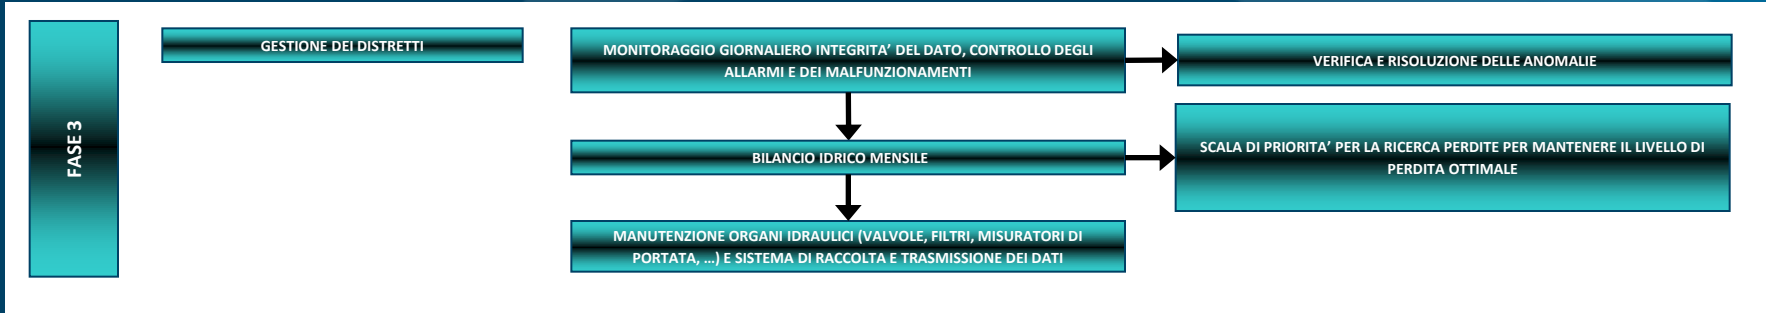 FASE 3
GESTIONE DEI DISTRETTI
MONITORAGGIO GIORNALIERO INTEGRITA’ DEL DATO, CONTROLLO DEGLI
ALLARMI E DEI MALFUNZIONAMENTI
VERIFICA E RISOLUZIONE DELLE ANOMALIE
BILANCIO IDRICO MENSILE
SCALA DI PRIORITA’ PER LA RICERCA PERDITE PER MANTENERE IL LIVELLO DI
PERDITA OTTIMALE
MANUTENZIONE ORGANI IDRAULICI (VALVOLE, FILTRI, MISURATORI DI
PORTATA, ...) E SISTEMA DI RACCOLTA E TRASMISSIONE DEI DATI